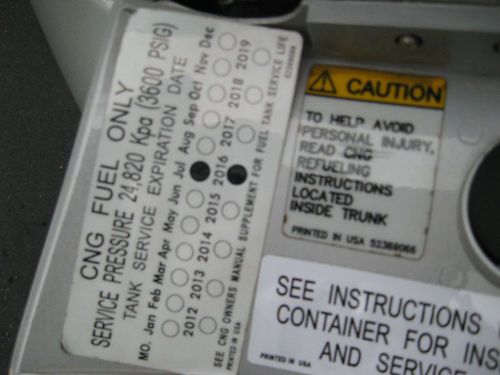 CNG FUEL ONLY
SERVICE PRESSURE 24,820 Kpa (3600 PSIG)
TANK SERVICE EXPIRATION DATE
MO. Jan Feb Mar Apr May Jun Jul Aug Sep Oct Nov Dec
2012 2013 2014 2015 2016 2017 2018 2019
SEE CNG OWNERS MANUAL SUPPLEMENT FOR FUEL TANK SERVICE LIFE
PRINTED IN USA 52369068
CAUTION
TO HELP AVOID
PERSONAL INJURY,
READ CNG
REFUELING
INSTRUCTIONS
LOCATED
INSIDE TRUNK
PRINTED IN USA 52369066
SEE INSTRUCTIONS
CONTAINER FOR INS
AND SERVICE
PRINTED IN USA